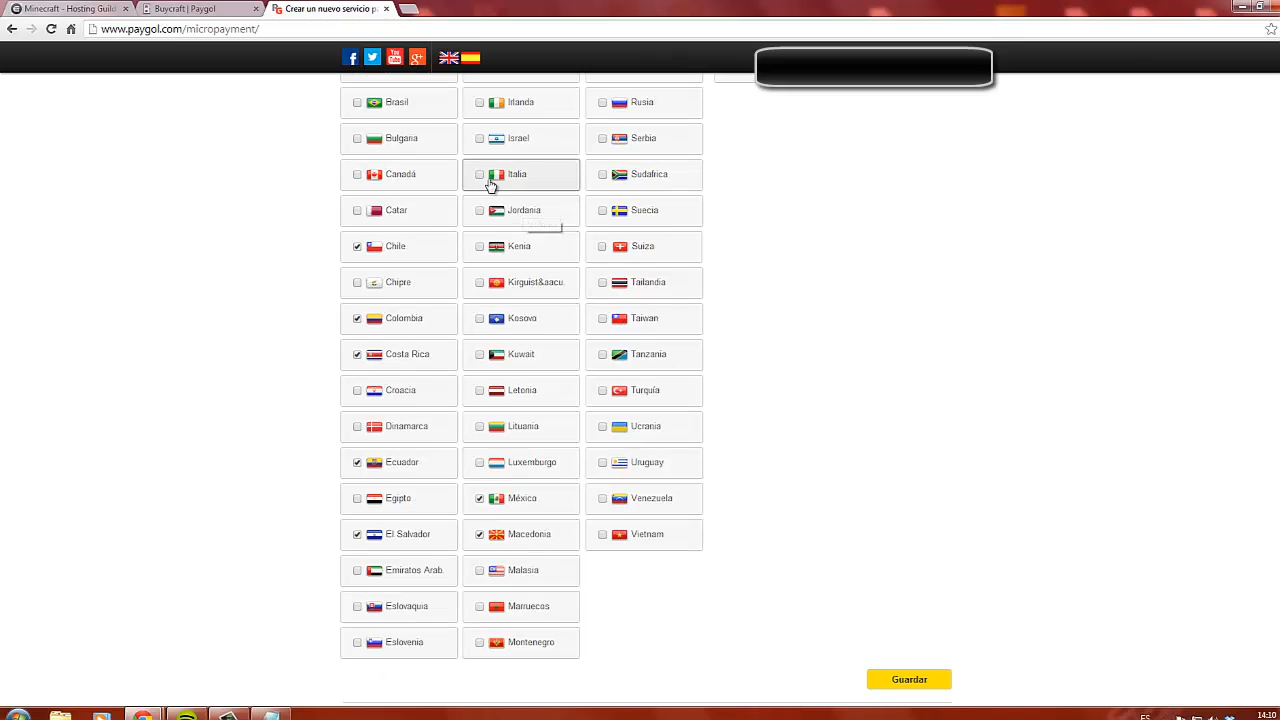 Minecraft - Hosting Guild
Buycraft | Paygol
Crear un nuevo servicio p
www.paygol.com/micropayment/
Brasil
Irlanda
Rusia
Bulgaria
Israel
Serbia
Canadá
Italia
Sudafrica
Catar
Jordania
Suecia
Chile
Kenia
Suiza
Chipre
Kirguist&aacu.
Tailandia
Colombia
Kosovo
Taiwan
Costa Rica
Kuwait
Tanzania
Croacia
Letonia
Turquía
Dinamarca
Lituania
Ucrania
Ecuador
Luxemburgo
Uruguay
Egipto
México
Venezuela
El Salvador
Macedonia
Vietnam
Emiratos Arab.
Malasia
Eslovaquia
Marruecos
Eslovenia
Montenegro
Guardar
ES
14:10